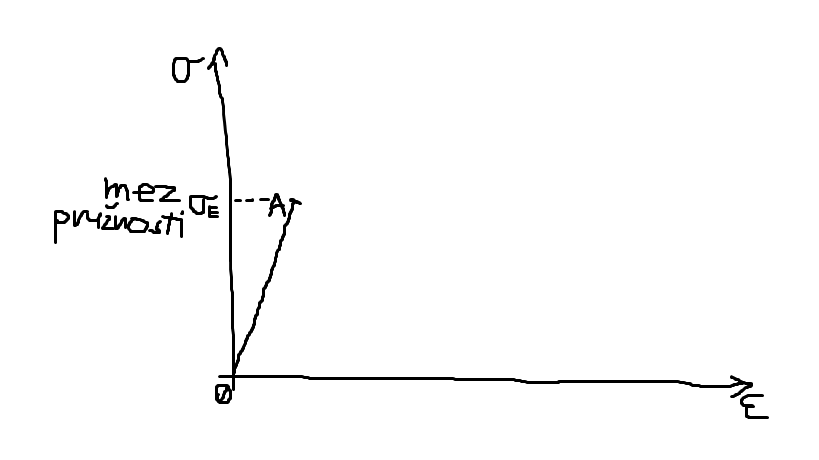 σ
mez σE A
pružnosti
0
ε